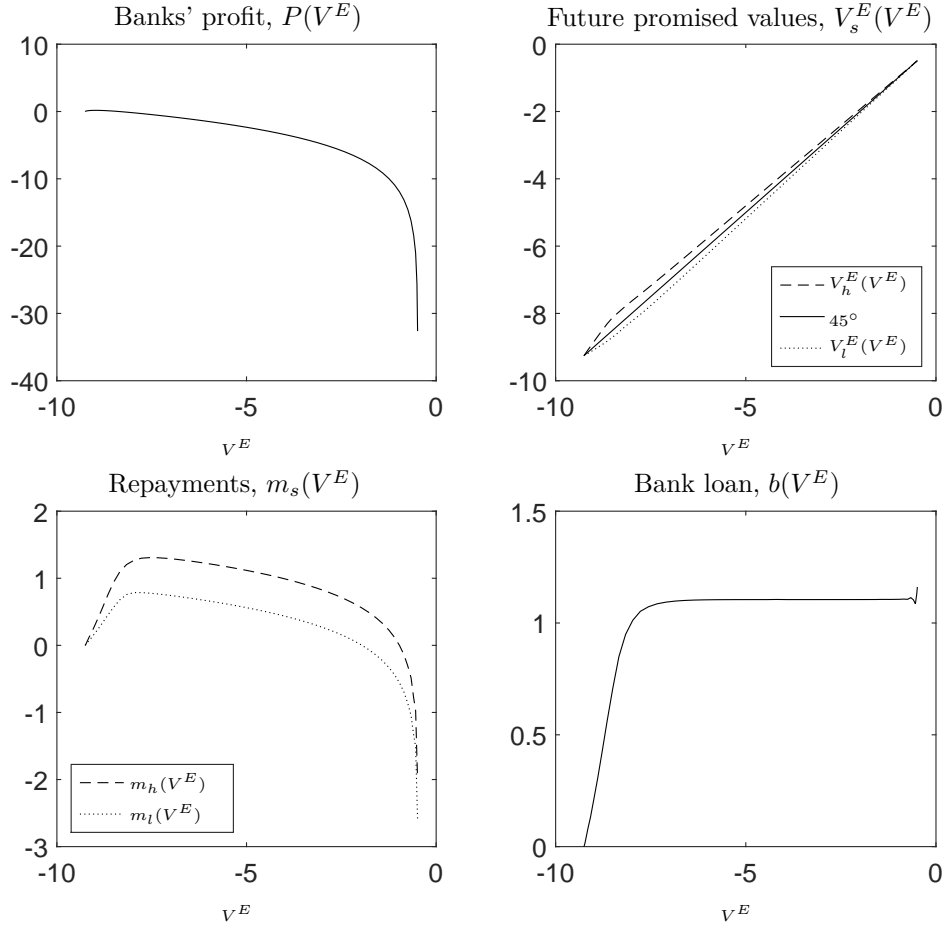 Banks’ profit, P(V^E)
10
0
-10
-20
-30
-40
-10
-5
0
V^E
Future promised values, V_s^E(V^E)
0
-2
-4
-6
-8
-10
-10
-5
0
V_h^E(V^E)
45°
V_l^E(V^E)
V^E
Repayments, m_s(V^E)
2
1
0
-1
-2
-3
-10
-5
0
m_h(V^E)
m_l(V^E)
V^E
Bank loan, b(V^E)
1.5
1
0.5
0
-10
-5
0
V^E